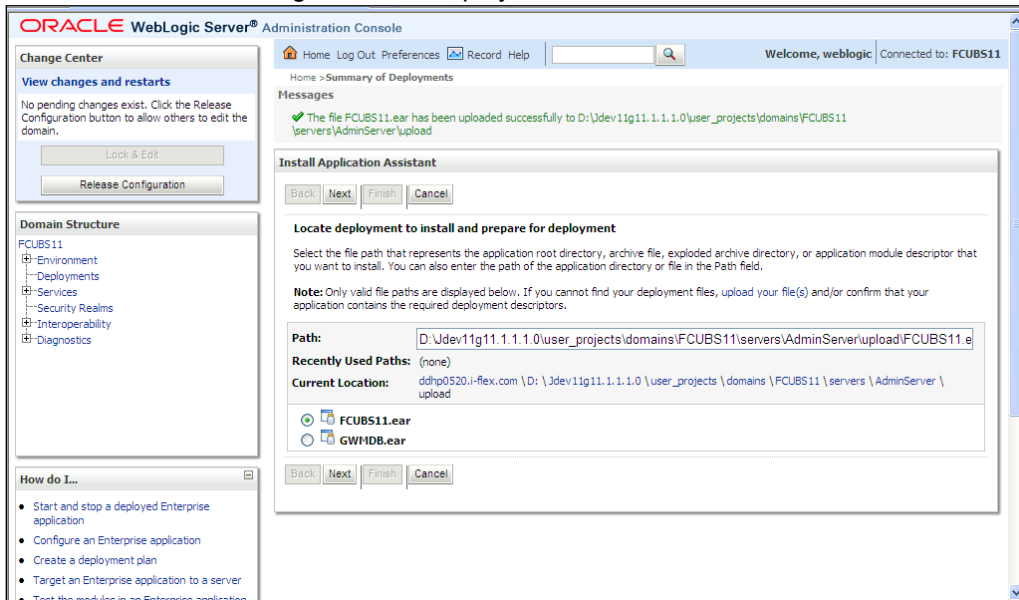 ORACLE WebLogic Server® Administration Console
Change Center
View changes and restarts
No pending changes exist. Click the Release
Configuration button to allow others to edit the
domain.
Lock & Edit
Release Configuration
Domain Structure
FCUBS11
Environment
Deployments
Services
Security Realms
Interoperability
Diagnostics
How do I...
Start and stop a deployed Enterprise
application
Configure an Enterprise application
Create a deployment plan
Target an Enterprise application to a server
Test the modules in an Enterprise application
Home Log Out Preferences Record Help
Welcome, weblogic Connected to: FCUBS11
Home >Summary of Deployments
Messages
The file FCUBS11.ear has been uploaded successfully to D:\Jdev11g11.1.1.1.0\user_projects\domains\FCUBS11
\servers\AdminServer\upload
Install Application Assistant
Back Next Finish Cancel
Locate deployment to install and prepare for deployment
Select the file path that represents the application root directory, archive file, exploded archive directory, or application module descriptor that
you want to install. You can also enter the path of the application directory or file in the Path field.
Note: Only valid file paths are displayed below. If you cannot find your deployment files, upload your file(s) and/or confirm that your
application contains the required deployment descriptors.
Path: D:\Jdev11g11.1.1.1.0\user_projects\domains\FCUBS11\servers\AdminServer\upload\FCUBS11.e
Recently Used Paths: (none)
Current Location: ddhp0520.i-flex.com \ D: \ Jdev11g11.1.1.1.0 \ user_projects \ domains \ FCUBS11 \ servers \ AdminServer \
upload
FCUBS11.ear
GWMDB.ear
Back Next Finish Cancel